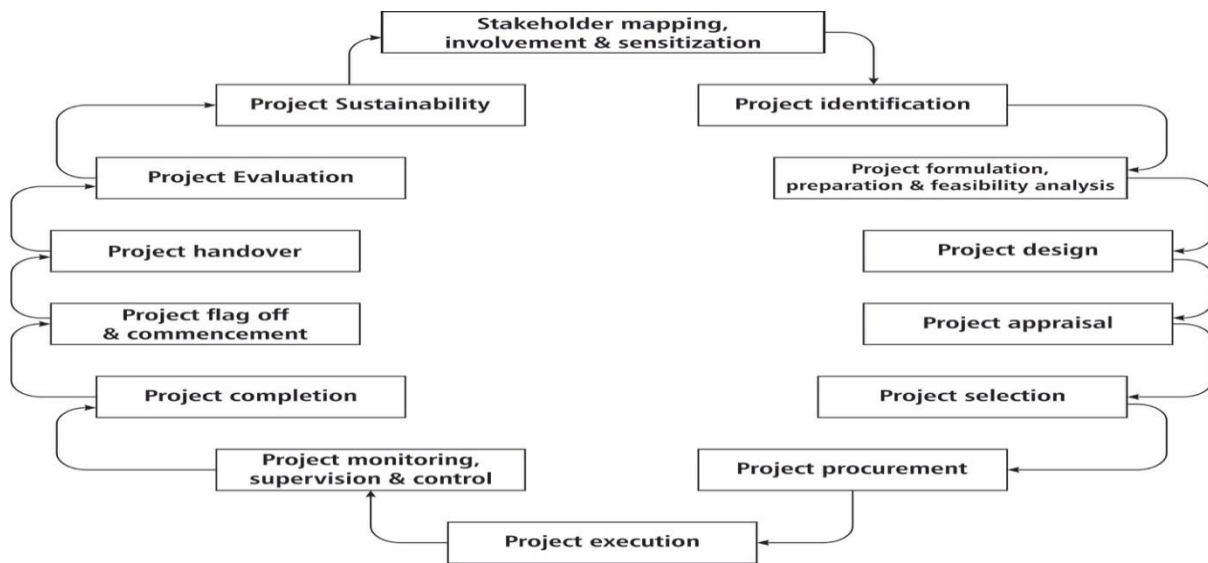 Stakeholder mapping,
involvement & sensitization
Project identification
Project formulation,
preparation & feasibility analysis
Project design
Project appraisal
Project selection
Project procurement
Project execution
Project monitoring,
supervision & control
Project completion
Project flag off
& commencement
Project handover
Project Evaluation
Project Sustainability